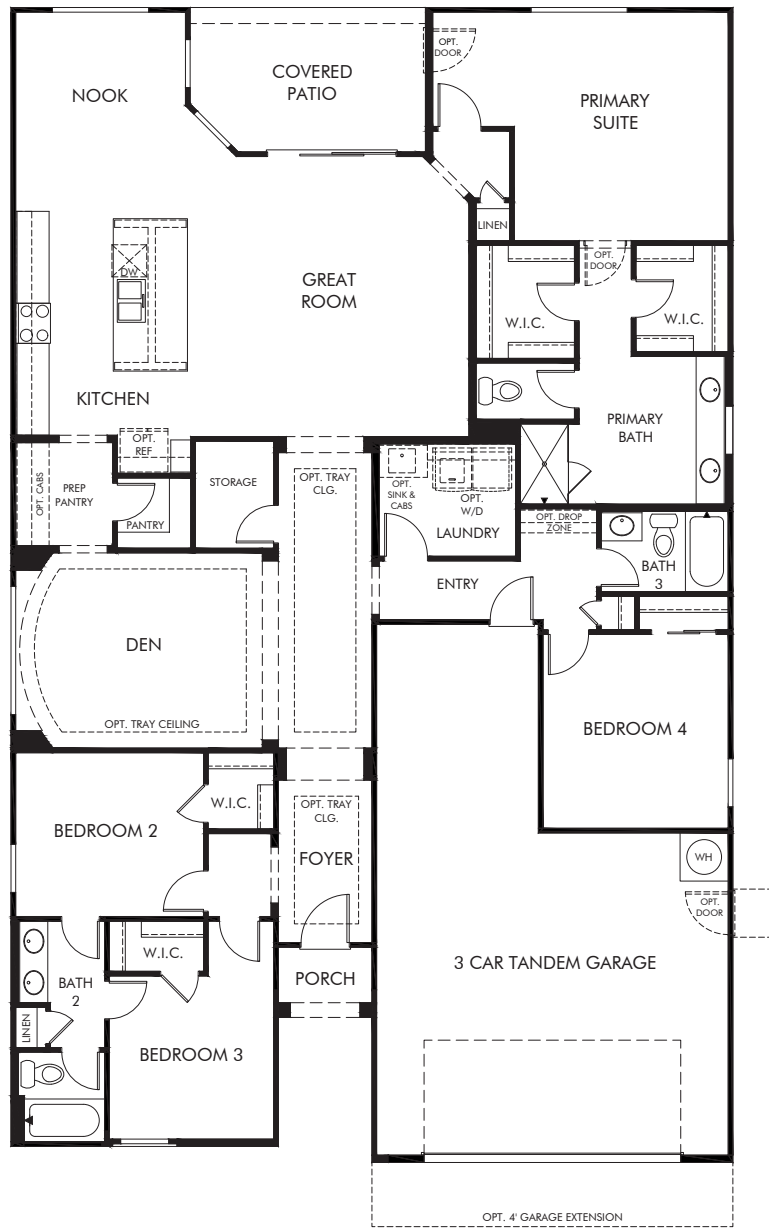 NOOK
COVERED
PATIO
OPT.
DOOR
PRIMARY
SUITE
LINEN
DW
GREAT
ROOM
OPT.
DOOR
W.I.C.
W.I.C.
KITCHEN
PRIMARY
BATH
OPT.
REF
OPT. CABS
PREP
PANTRY
PANTRY
STORAGE
OPT. TRAY
CLG.
OPT.
SINK &
CABS
OPT.
W/D
LAUNDRY
OPT. DROP
ZONE
BATH
3
ENTRY
DEN
OPT. TRAY CEILING
BEDROOM 4
W.I.C.
BEDROOM 2
OPT. TRAY
CLG.
FOYER
WH
OPT.
DOOR
W.I.C.
BATH
2
LINEN
PORCH
3 CAR TANDEM GARAGE
BEDROOM 3
OPT. 4' GARAGE EXTENSION